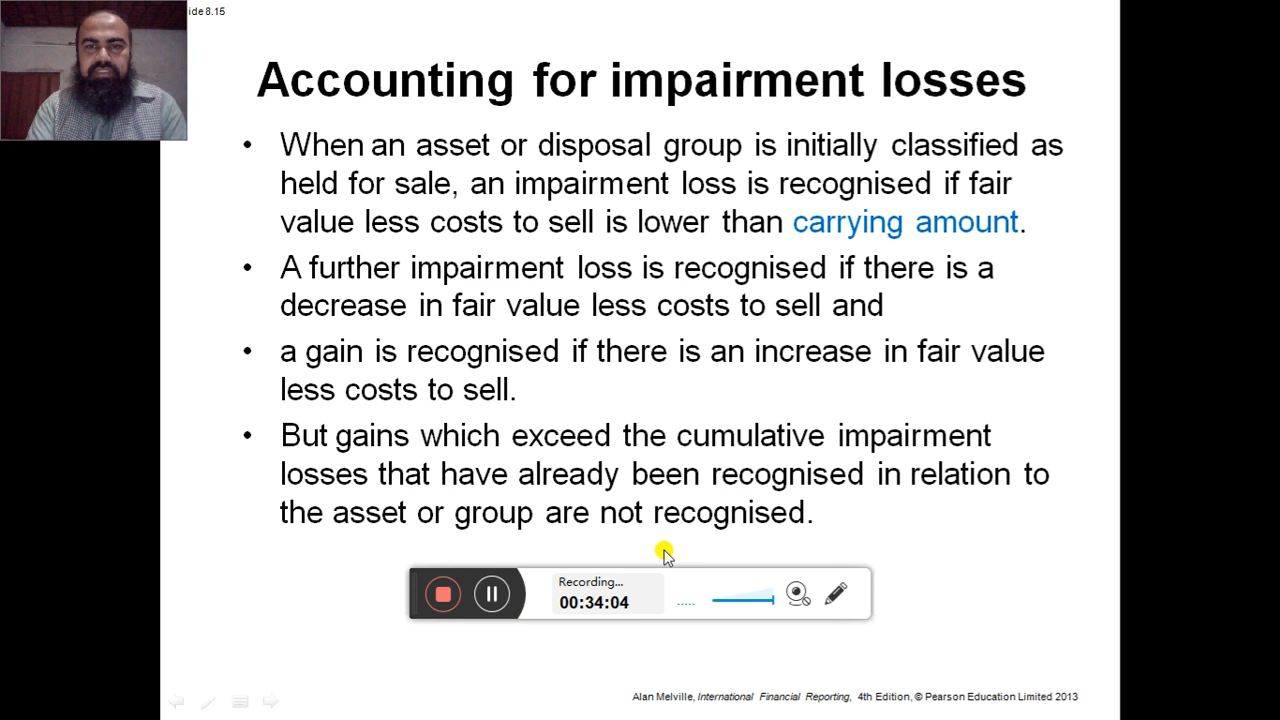 ide 8.15
Accounting for impairment losses
• When an asset or disposal group is initially classified as
held for sale, an impairment loss is recognised if fair
value less costs to sell is lower than carrying amount.
• A further impairment loss is recognised if there is a
decrease in fair value less costs to sell and
• a gain is recognised if there is an increase in fair value
less costs to sell.
• But gains which exceed the cumulative impairment
losses that have already been recognised in relation to
the asset or group are not recognised.
Recording...
00:34:04
Alan Melville, International Financial Reporting, 4th Edition, © Pearson Education Limited 2013